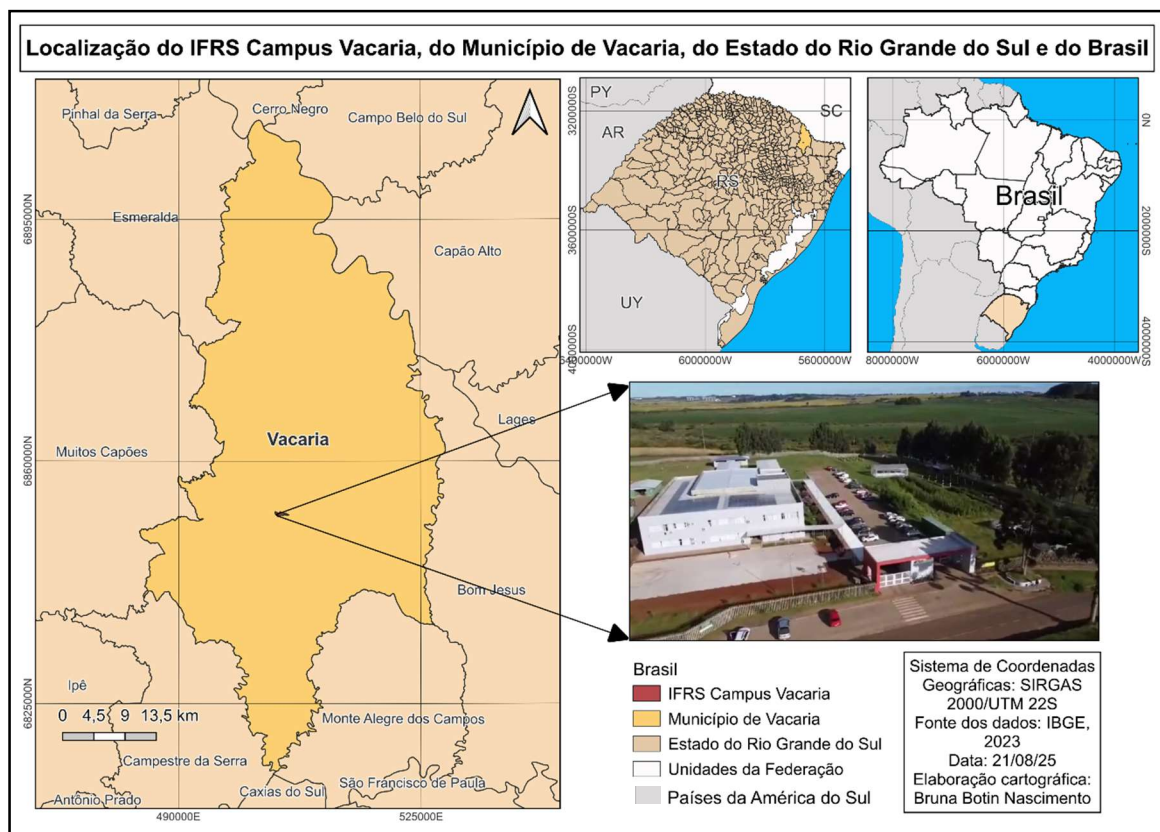 Localização do IFRS Campus Vacaria, do Município de Vacaria, do Estado do Rio Grande do Sul e do Brasil
Pinhal da Serra
Cerro Negro
Campo Belo do Sul
Esmeralda
Capão Alto
Lages
Vacaria
Muitos Capões
Bom Jesus
Ipê
0 4,5 9 13,5 km
Monte Alegre dos Campos
Campestre da Serra
São Francisco de Paula
Caxias do Sul
Antônio Prado
6895000N
6860000N
6825000N
490000E
525000E
PY
SC
AR
RS
UY
3200000S
3600000S
4000000S
6400000W
6000000W
5600000W
Brasil
0N
2000000S
4000000S
8000000W
6000000W
4000000W
Brasil
IFRS Campus Vacaria
Município de Vacaria
Estado do Rio Grande do Sul
Unidades da Federação
Países da América do Sul
Sistema de Coordenadas
Geográficas: SIRGAS
2000/UTM 22S
Fonte dos dados: IBGE,
2023
Data: 21/08/25
Elaboração cartográfica:
Bruna Botin Nascimento